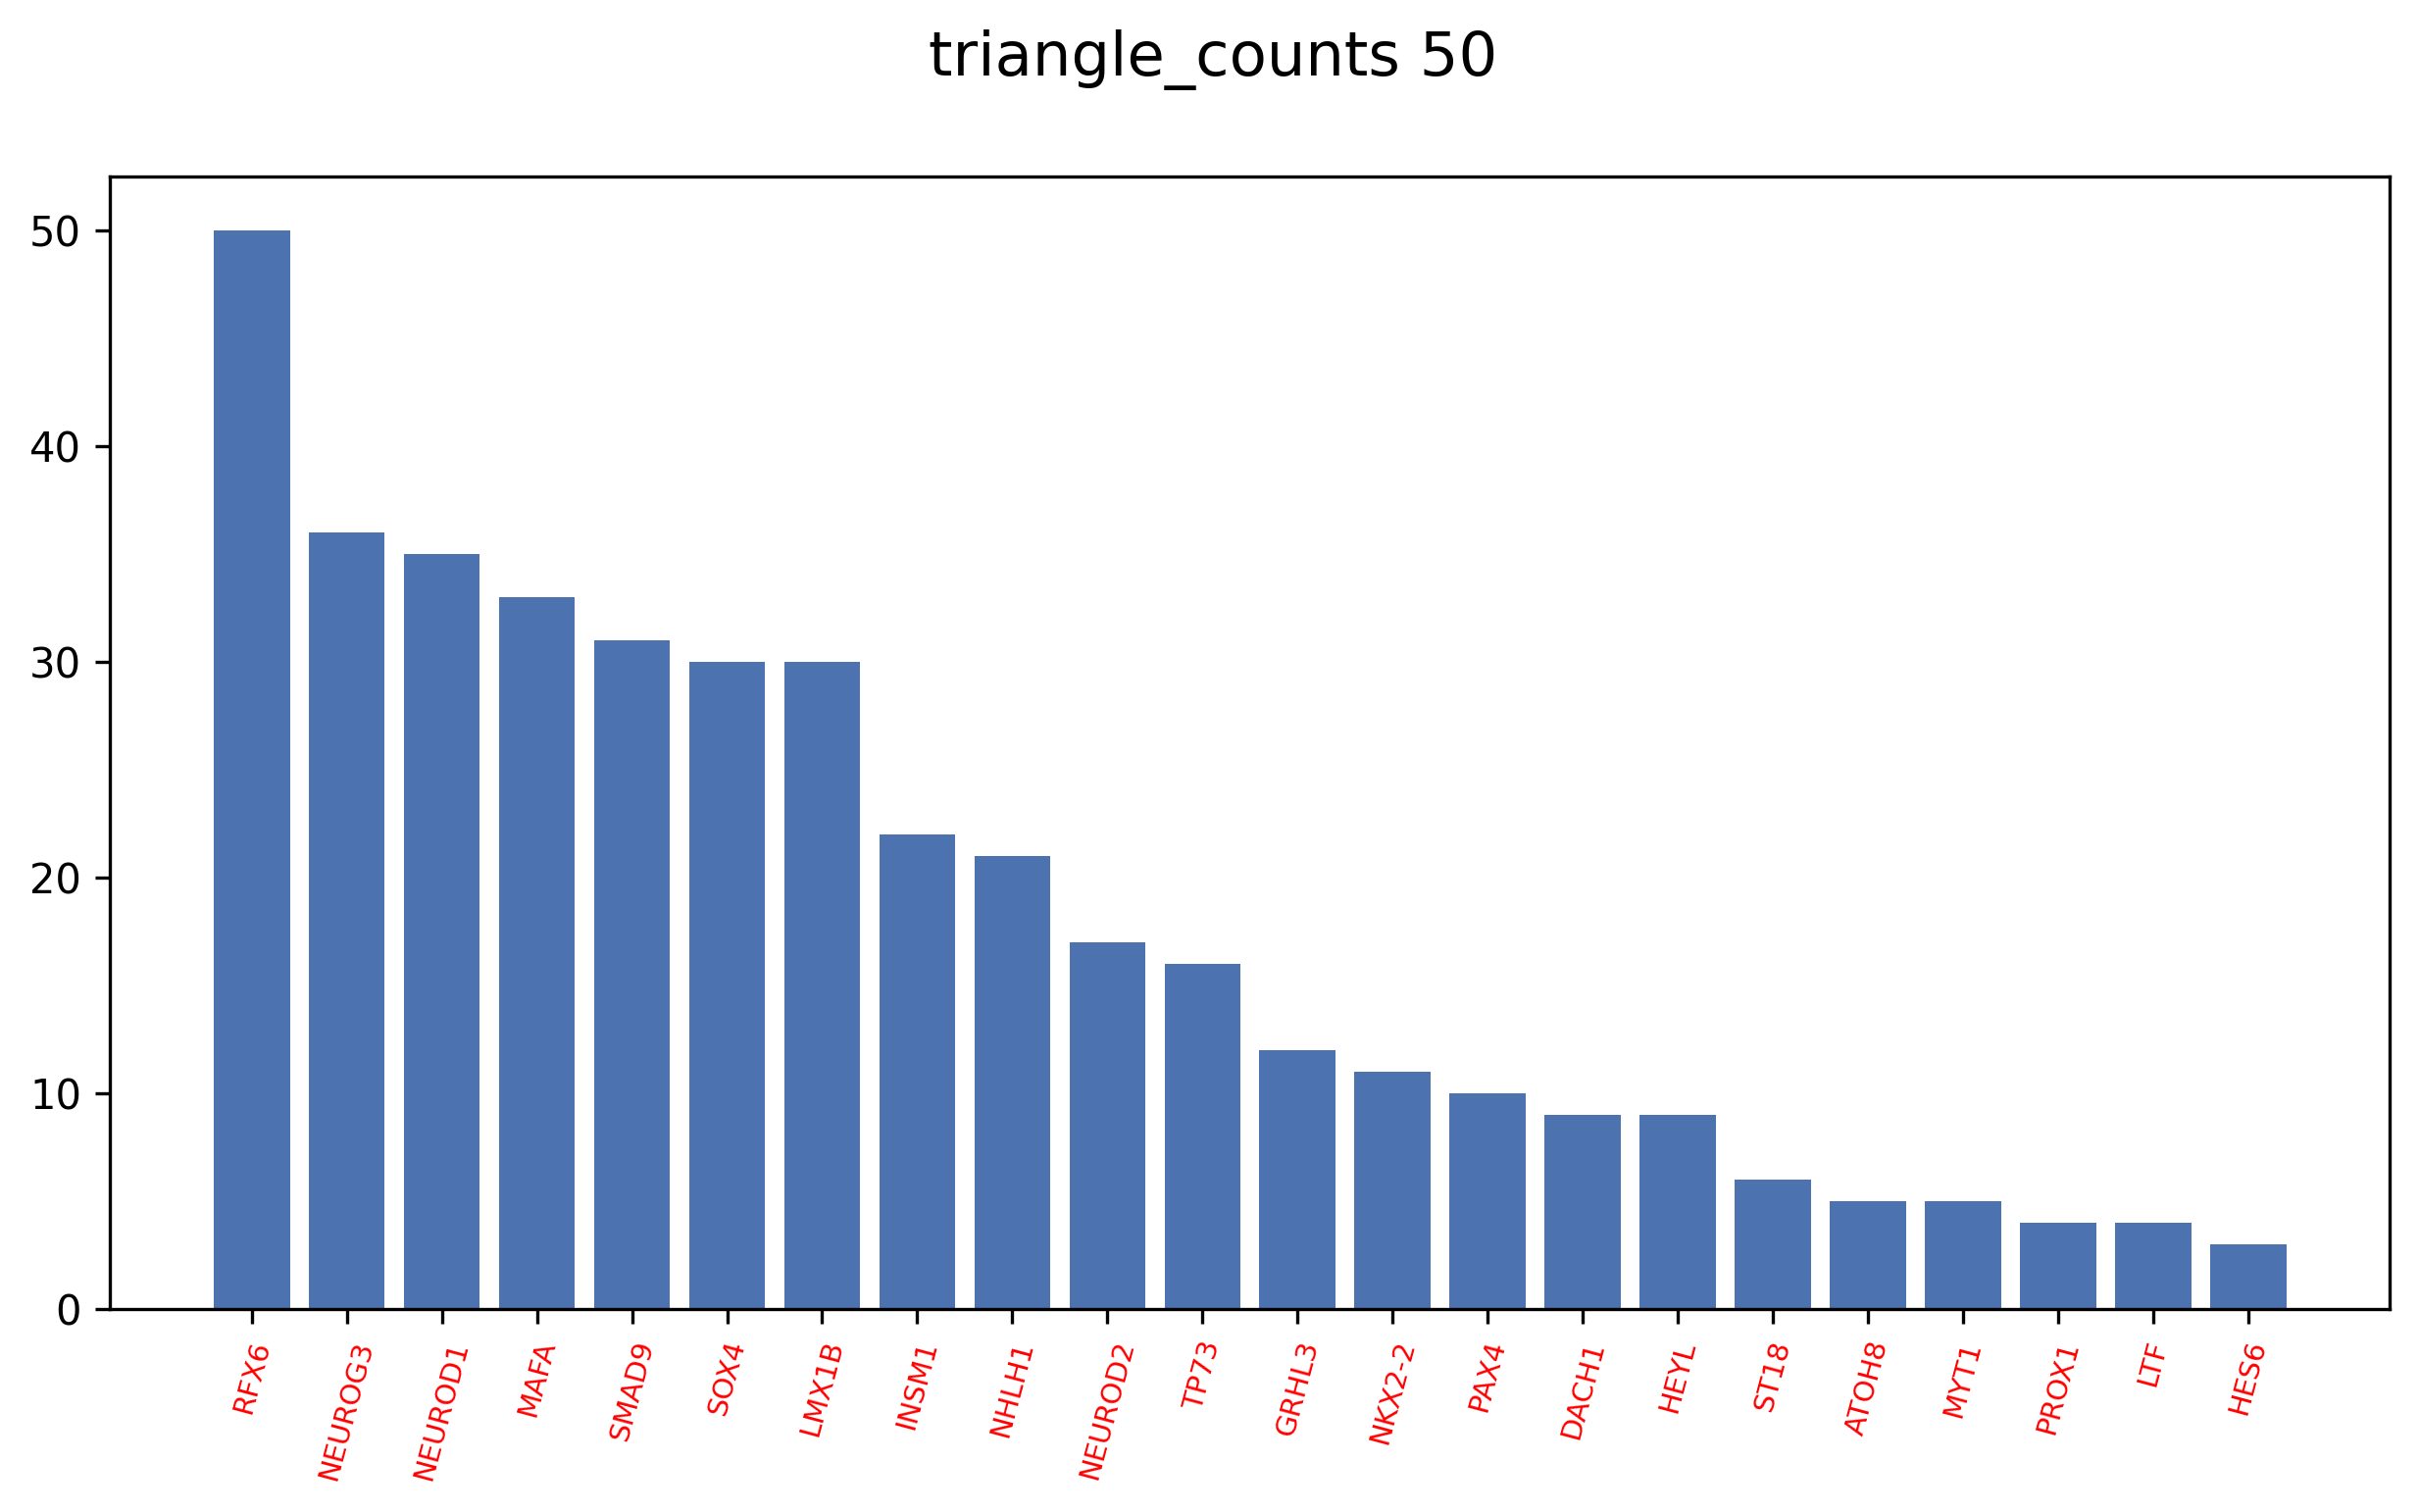 triangle_counts 50
50
40
30
20
10
0
RFX6
NEUROG3
NEUROD1
MAFA
SMAD9
SOX4
LMX1B
INSM1
NHLH1
NEUROD2
TP73
GRHL3
NKX2-2
PAX4
DACH1
HEYL
ST18
ATOH8
MYT1
PROX1
LTF
HES6